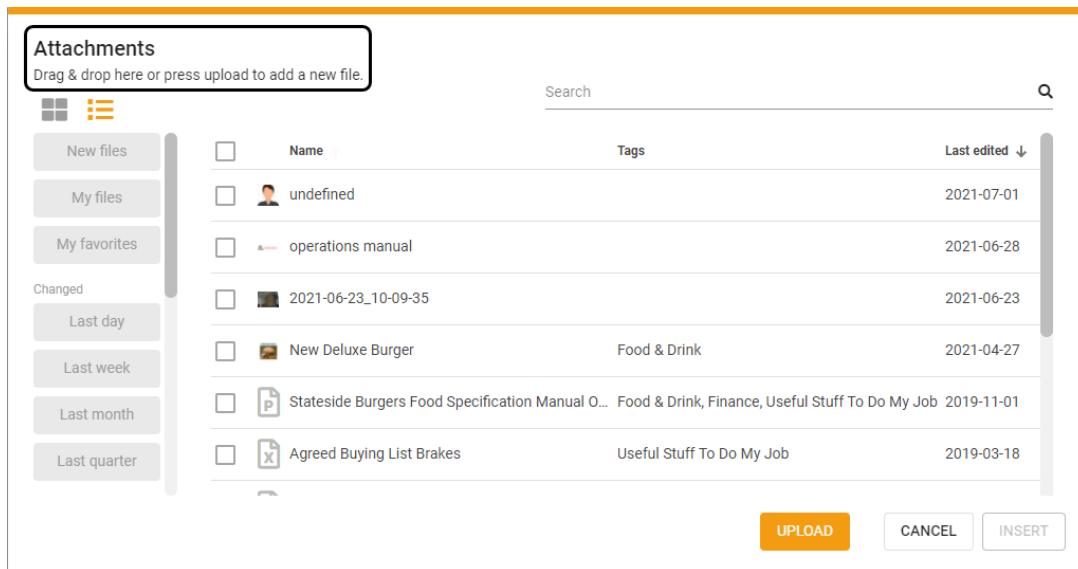 Attachments
Drag & drop here or press upload to add a new file.
Search
New files
My files
My favorites
Changed
Last day
Last week
Last month
Last quarter
Name Tags Last edited
undefined 2021-07-01
operations manual 2021-06-28
2021-06-23_10-09-35 2021-06-23
New Deluxe Burger Food & Drink 2021-04-27
Stateside Burgers Food Specification Manual O... Food & Drink, Finance, Useful Stuff To Do My Job 2019-11-01
Agreed Buying List Brakes Useful Stuff To Do My Job 2019-03-18
UPLOAD CANCEL INSERT